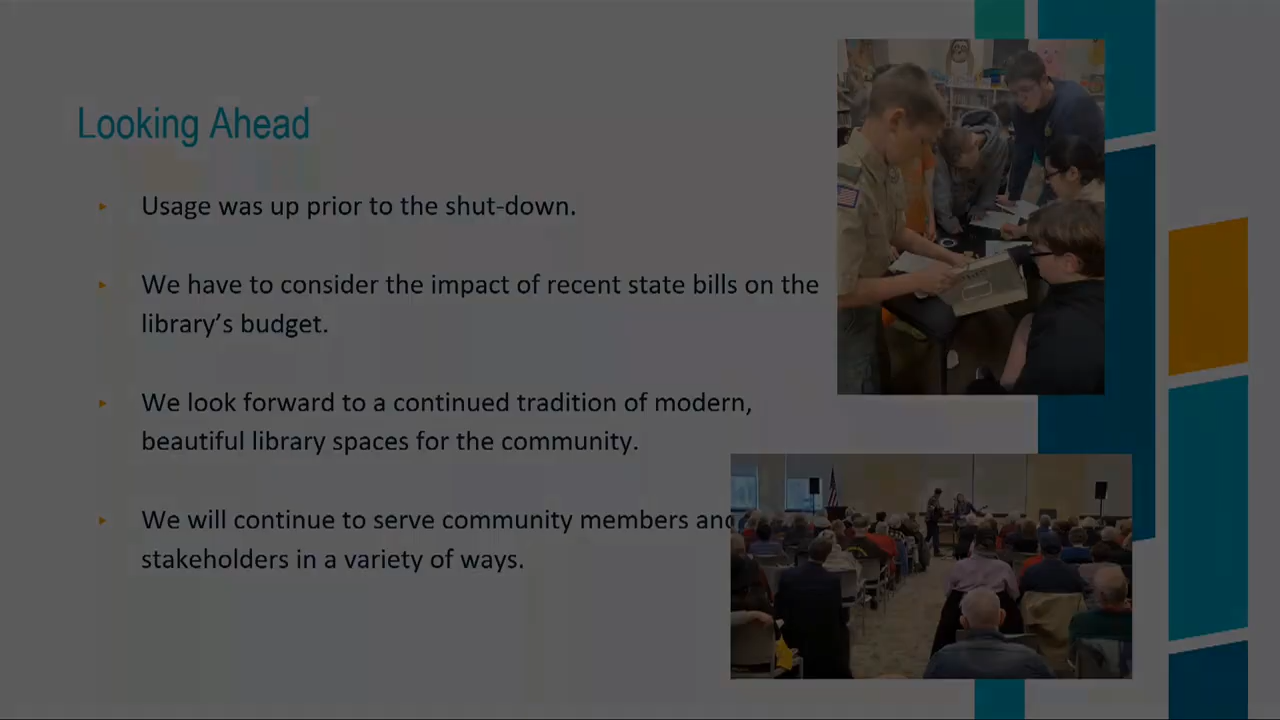 Looking Ahead
Usage was up prior to the shut-down.
We have to consider the impact of recent state bills on the
library's budget.
We look forward to a continued tradition of modern,
beautiful library spaces for the community.
We will continue to serve community members and
stakeholders in a variety of ways.